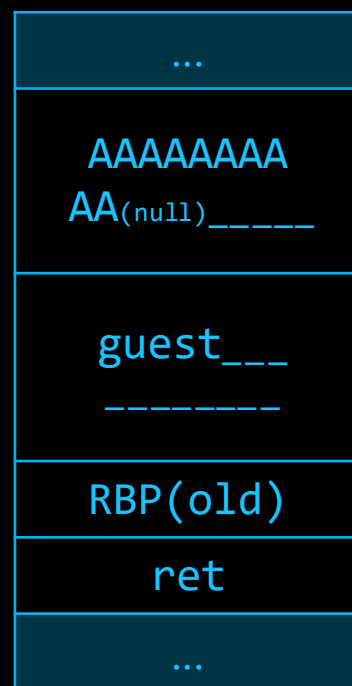 ...
AAAAAAAA
AA(null)_____
guest___
________
RBP(old)
ret
...